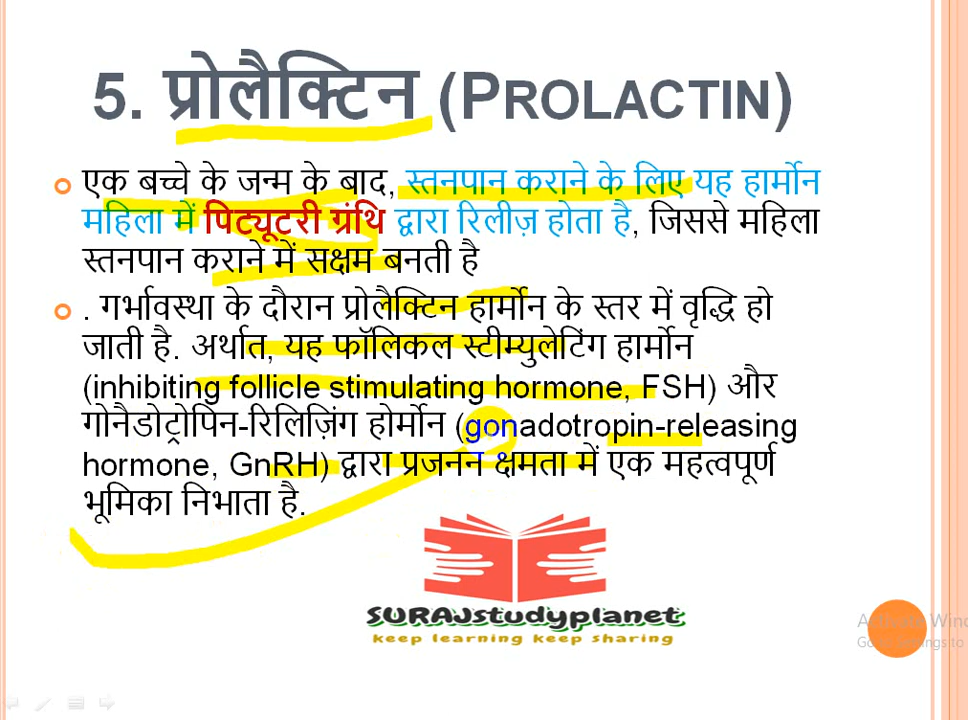 5. प्रोलैक्टिन (PROLACTIN)
एक बच्चे के जन्म के बाद, स्तनपान कराने के लिए यह हार्मोन
महिला में पिट्यूटरी ग्रंथि द्वारा रिलीज़ होता है, जिससे महिला
स्तनपान कराने में सक्षम बनती है
. गर्भावस्था के दौरान प्रोलैक्टिन हार्मोन के स्तर में वृद्धि हो
जाती है. अर्थात, यह फॉलिकल स्टीम्युलेटिंग हार्मोन
(inhibiting follicle stimulating hormone, FSH) और
गोनैडोट्रोपिन-रिलिज़िंग होर्मोन (gonadotropin-releasing
hormone, GnRH) द्वारा प्रजनन क्षमता में एक महत्वपूर्ण
भूमिका निभाता है.
SURAJstudyplanet
keep learning keep sharing